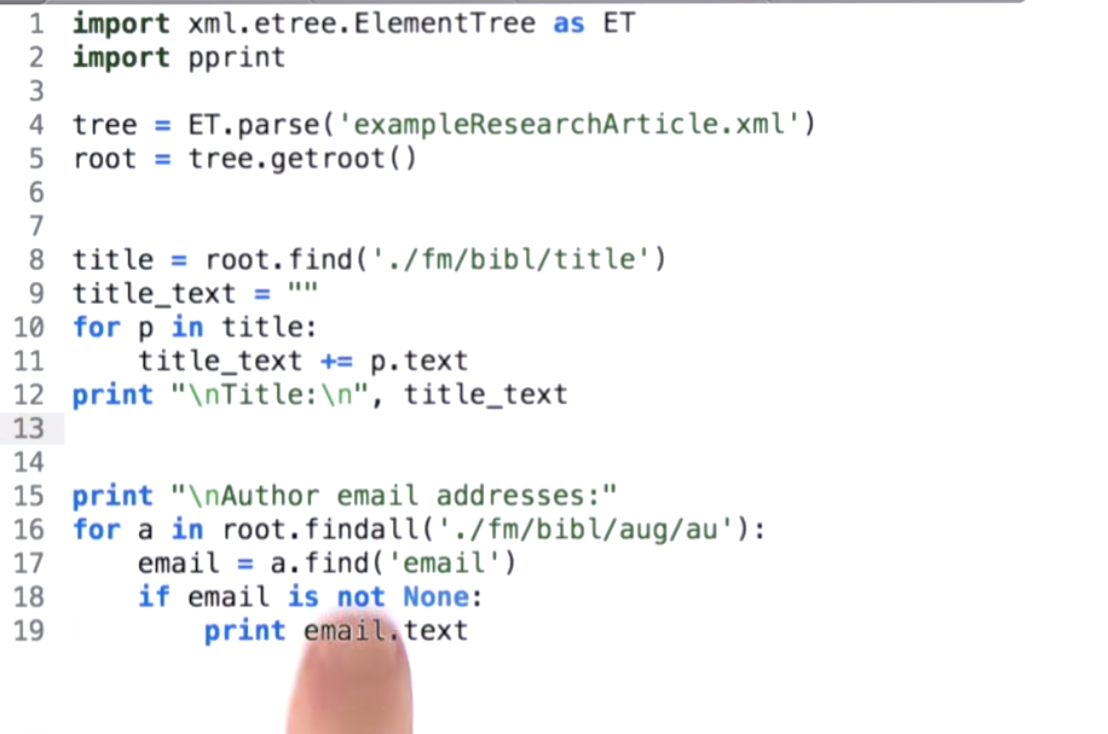 1 import xml.etree.ElementTree as ET
2 import pprint
3
4 tree = ET.parse('exampleResearchArticle.xml')
5 root = tree.getroot()
6
7
8 title = root.find('./fm/bibl/title')
9 title_text = ""
10 for p in title:
11     title_text += p.text
12 print "\nTitle:\n", title_text
13
14
15 print "\nAuthor email addresses:"
16 for a in root.findall('./fm/bibl/aug/au'):
17     email = a.find('email')
18     if email is not None:
19         print email.text